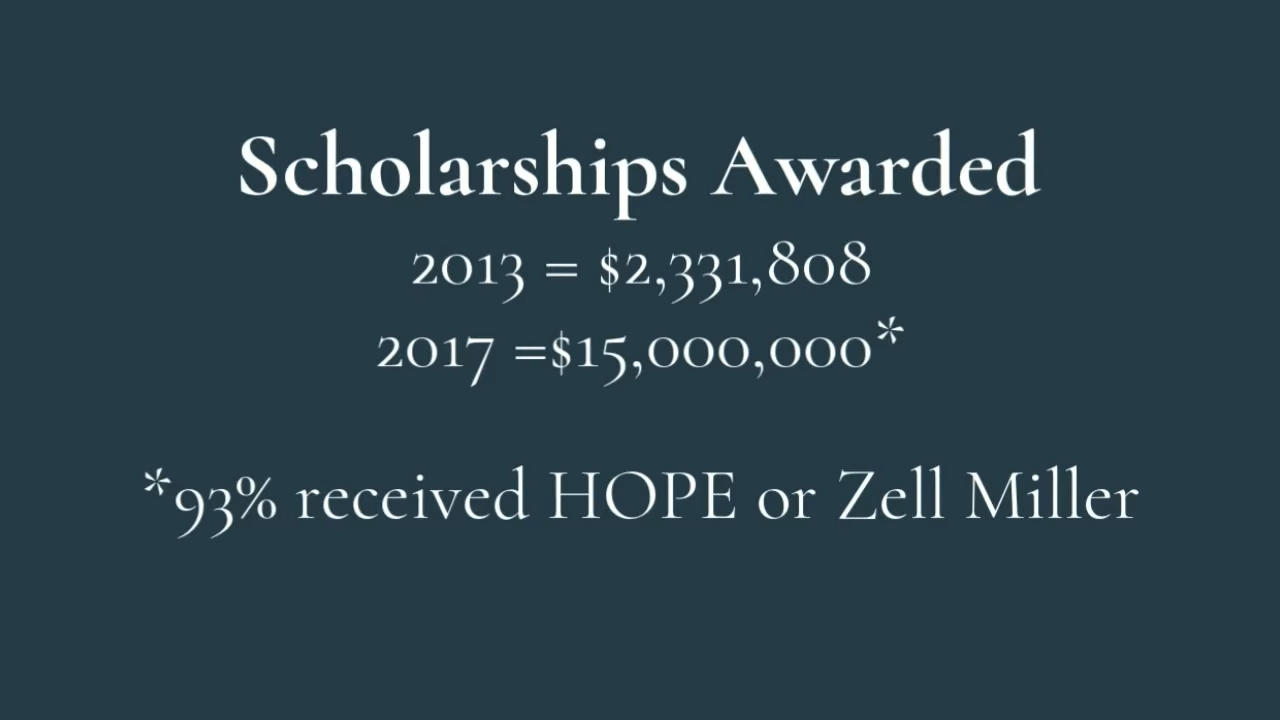 Scholarships Awarded
2013 = $2,331,808
2017 =$15,000,000*
*93% received HOPE or Zell Miller